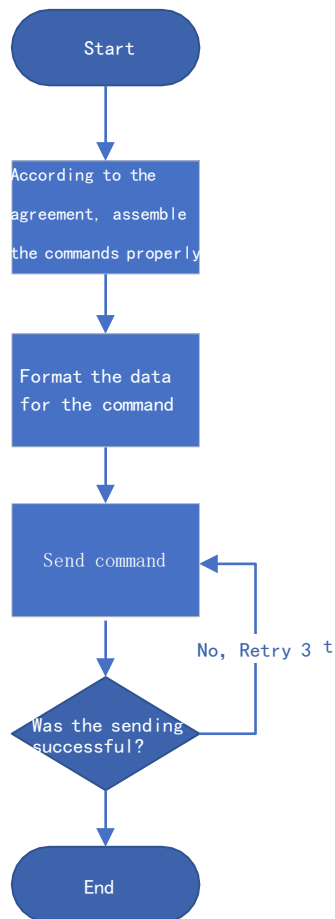 Start
According to the
agreement, assemble
the commands properly
Format the data
for the command
Send command
No, Retry 3 t
Was the sending
successful?
End